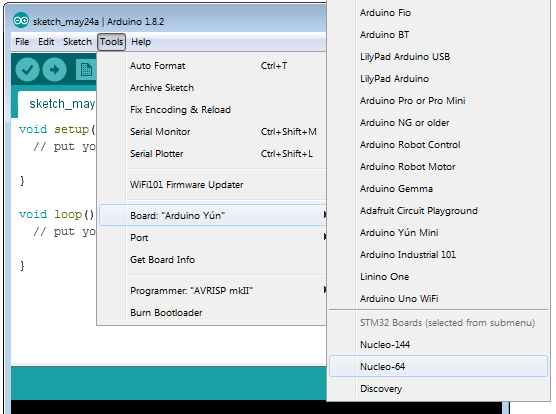 sketch_may24a | Arduino 1.8.2
File Edit Sketch Tools Help
sketch_may
void setup(
// put yo
}
void loop()
// put yo
}
Auto Format Ctrl+T
Archive Sketch
Fix Encoding & Reload
Serial Monitor Ctrl+Shift+M
Serial Plotter Ctrl+Shift+L
WiFi101 Firmware Updater
Board: "Arduino Yún"
Port
Get Board Info
Programmer: "AVRISP mkII"
Burn Bootloader
Arduino Fio
Arduino BT
LilyPad Arduino USB
LilyPad Arduino
Arduino Pro or Pro Mini
Arduino NG or older
Arduino Robot Control
Arduino Robot Motor
Arduino Gemma
Adafruit Circuit Playground
Arduino Yún Mini
Arduino Industrial 101
Linino One
Arduino Uno WiFi
STM32 Boards (selected from submenu)
Nucleo-144
Nucleo-64
Discovery